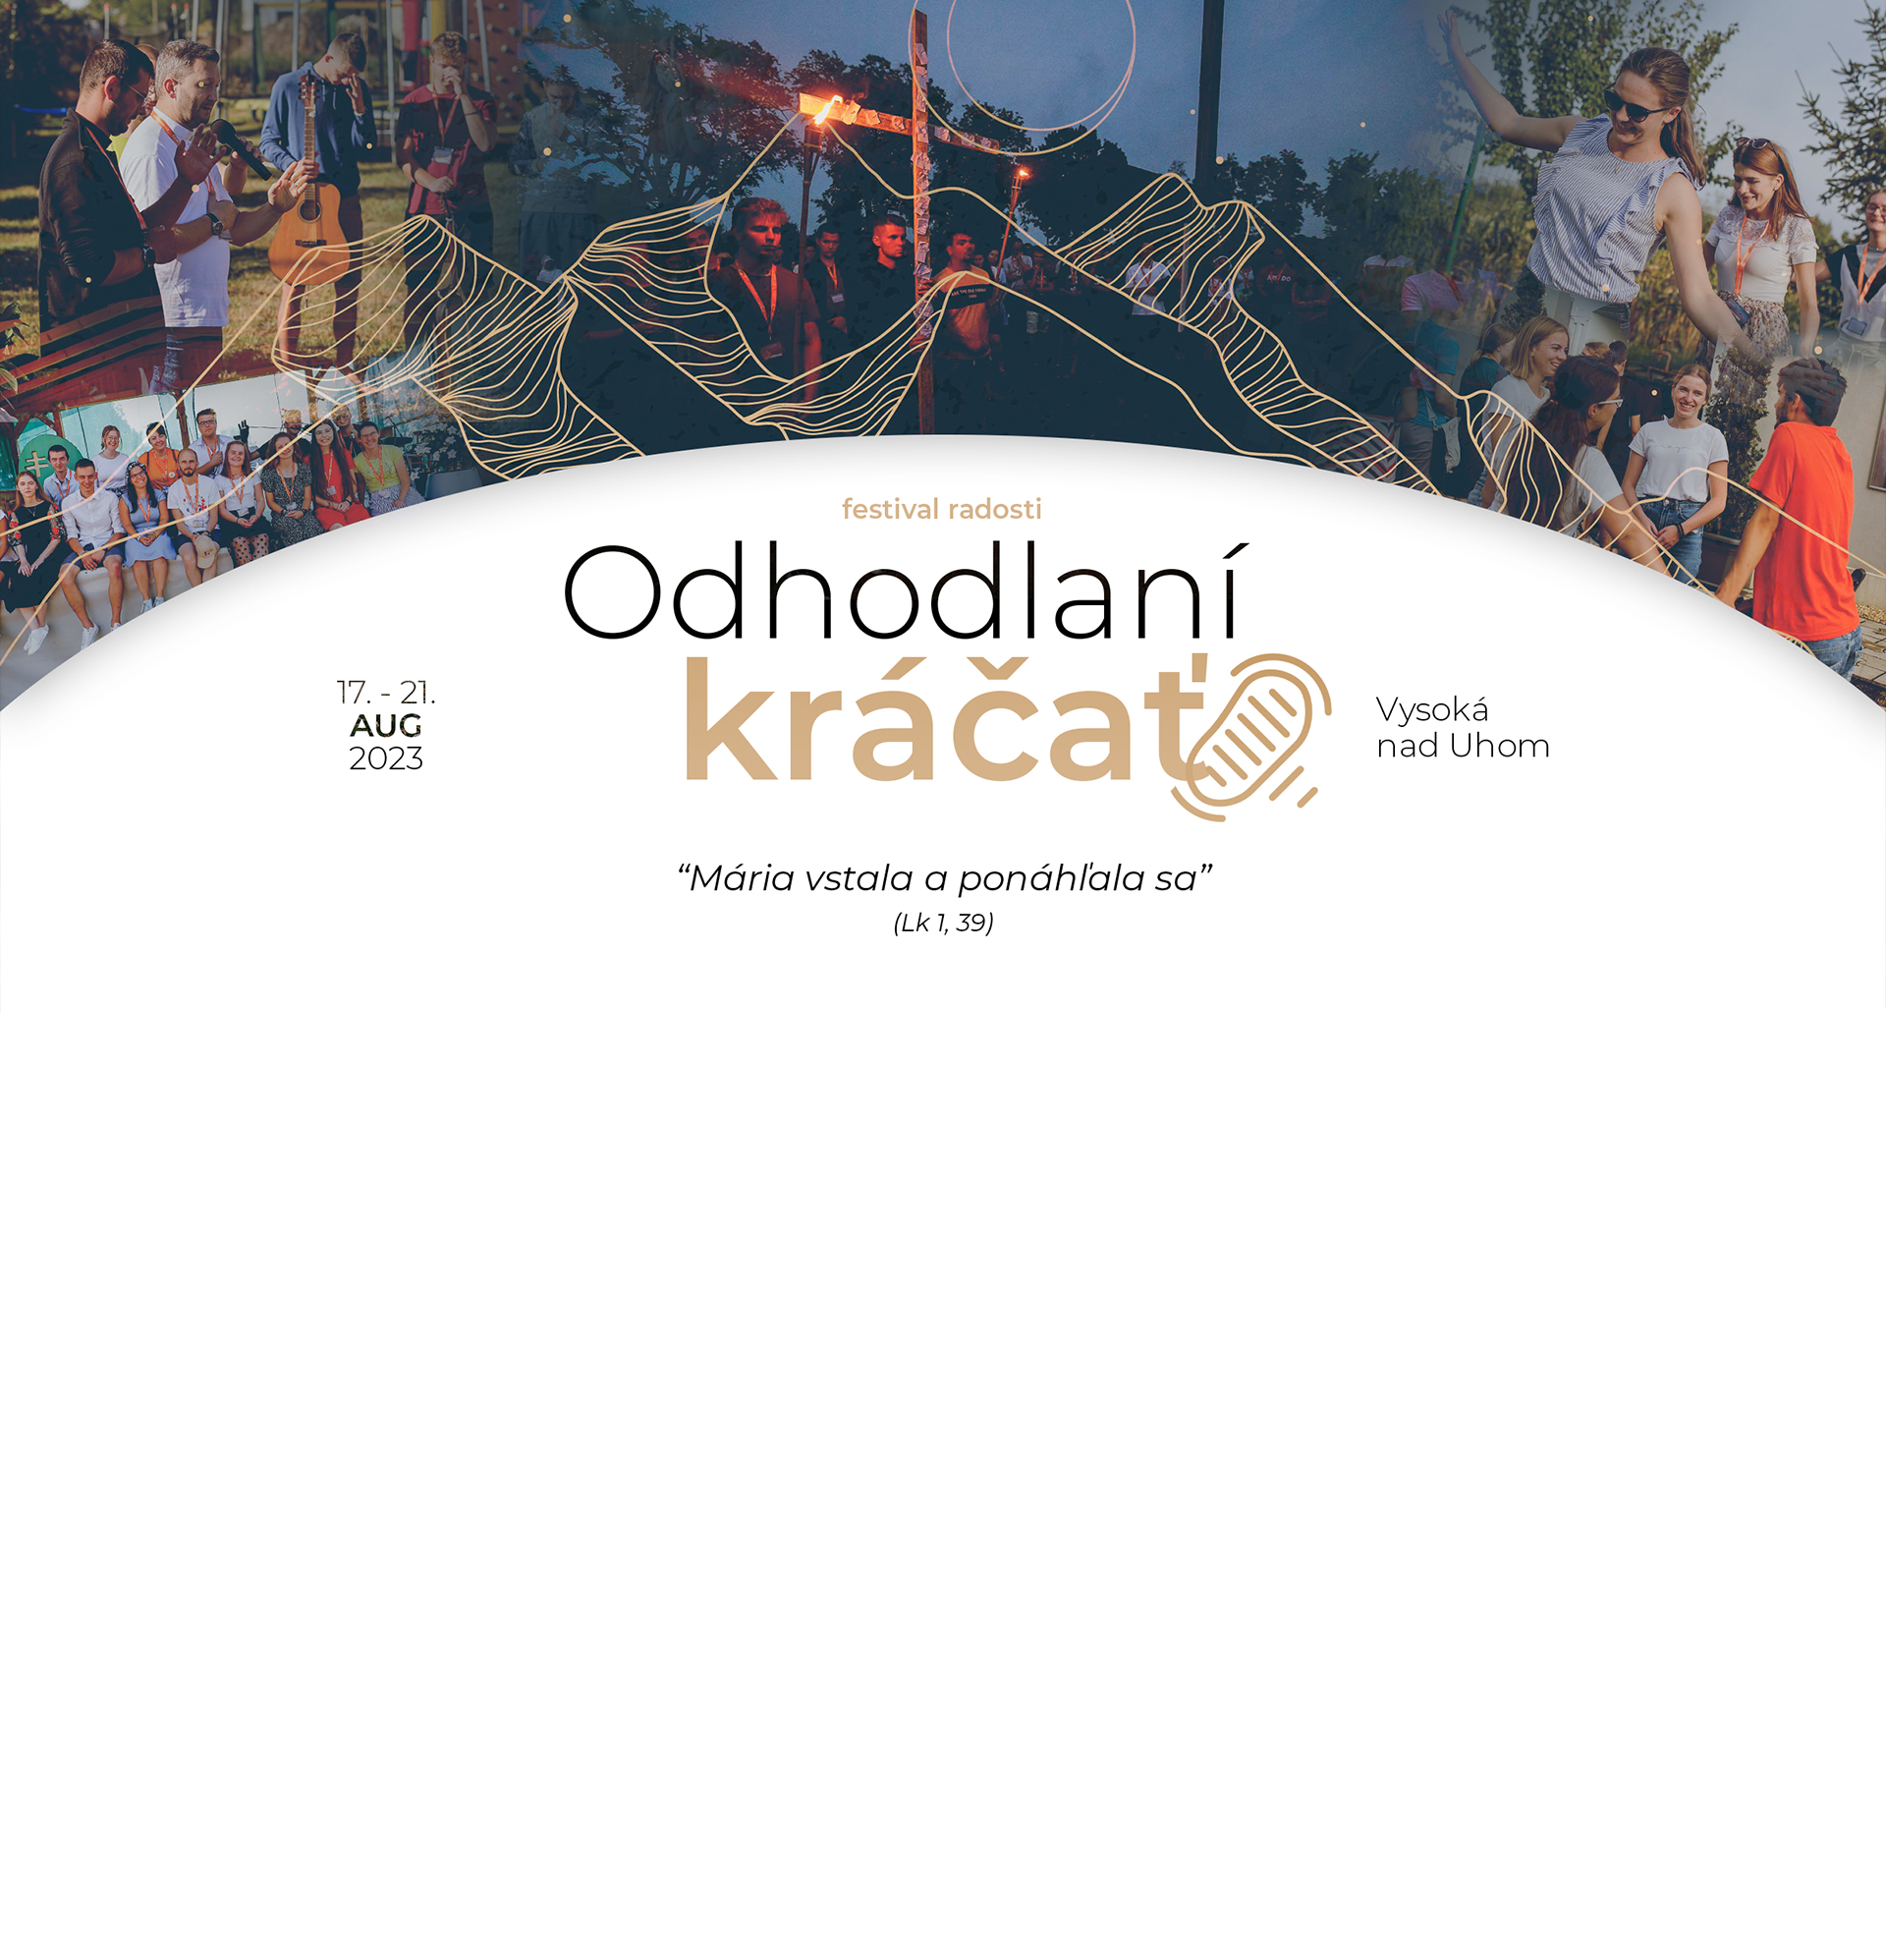 festival radosti
Odhodlaní
kráčať
17. - 21.
AUG
2023
Vysoká
nad Uhom
“Mária vstala a ponáhľala sa”
(Lk 1, 39)